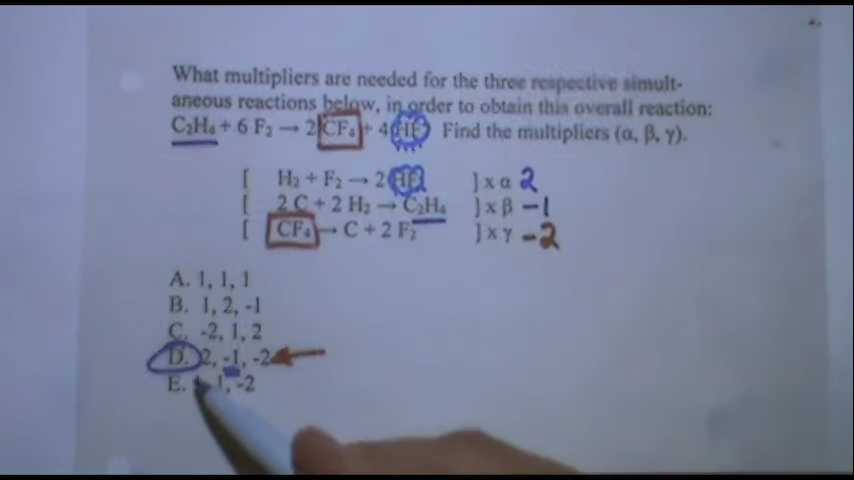 What multipliers are needed for the three respective simult-
aneous reactions below, in order to obtain this overall reaction:
C₂H₄ + 6 F₂ → 2 CF₄ + 4 HF Find the multipliers (α, β, γ).
[ H₂ + F₂ → 2 HF ] x α 2
[ 2 C + 2 H₂ → C₂H₄ ] x β -1
[ CF₄ → C + 2 F₂ ] x γ -2
A. 1, 1, 1
B. 1, 2, -1
C. -2, 1, 2
D. 2, -1, -2
E. 1, -2